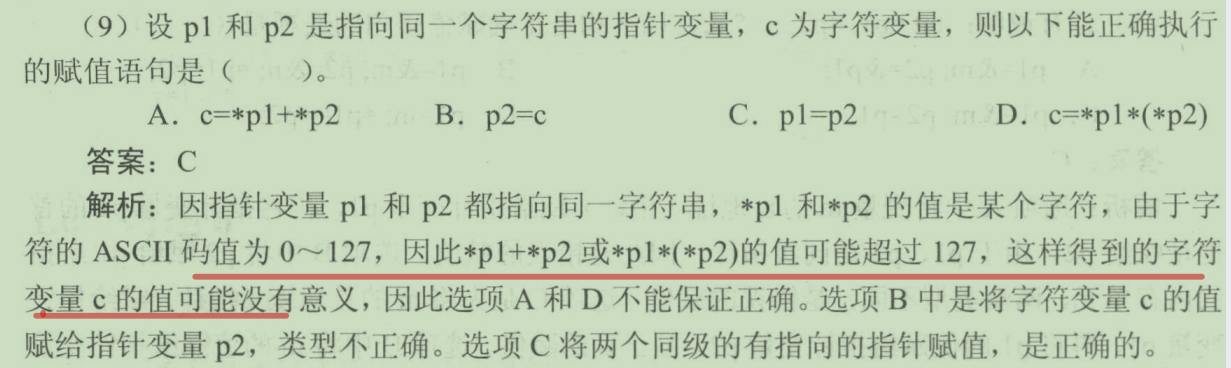 （9）设 p1 和 p2 是指向同一个字符串的指针变量，c 为字符变量，则以下能正确执行
的赋值语句是（  ）。
A．c=*p1+*p2 B．p2=c C．p1=p2 D．c=*p1*(*p2)
答案：C
解析：因指针变量 p1 和 p2 都指向同一字符串，*p1 和*p2 的值是某个字符，由于字
符的 ASCII 码值为 0～127，因此*p1+*p2 或*p1*(*p2)的值可能超过 127，这样得到的字符
变量 c 的值可能没有意义，因此选项 A 和 D 不能保证正确。选项 B 中是将字符变量 c 的值
赋给指针变量 p2，类型不正确。选项 C 将两个同级的有指向的指针赋值，是正确的。